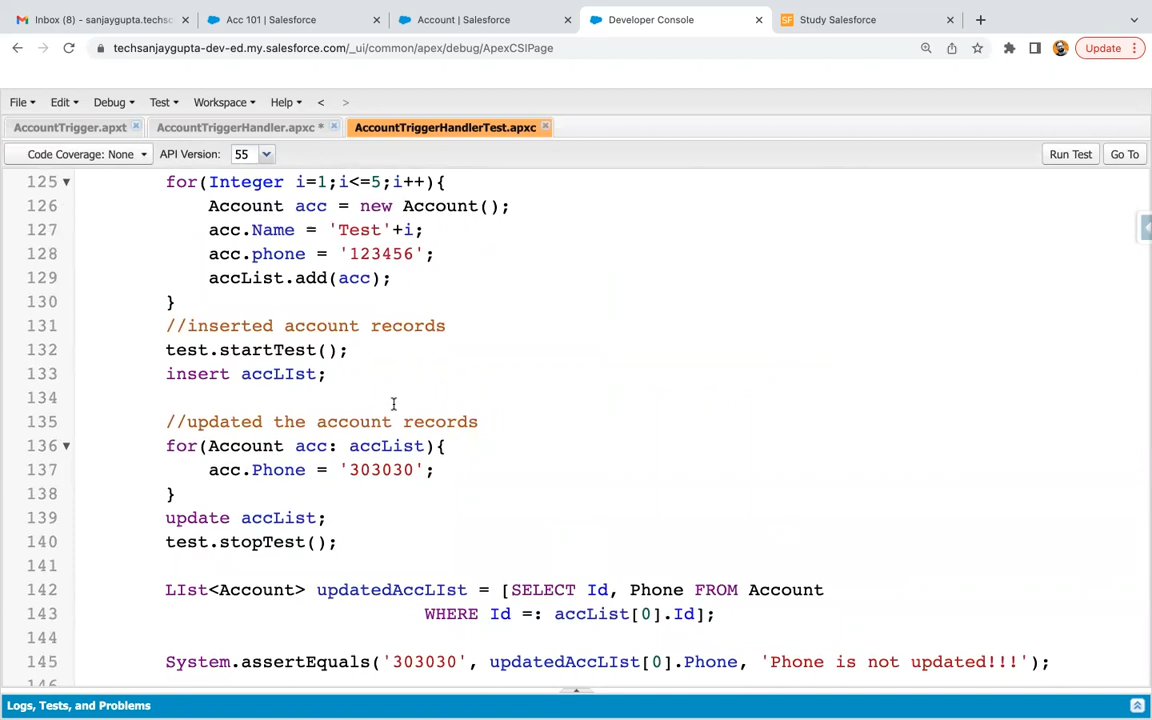 Inbox (930) - sanjaygupta.techsc
Acc 101 | Salesforce
Account | Salesforce
Developer Console
Study Salesforce
techsanjaygupta-dev-ed.my.salesforce.com/_ui/common/apex/debug/ApexCSIPage
Update
File Edit Debug Test Workspace Help < >
AccountTrigger.apxt
AccountTriggerHandler.apxc *
AccountTriggerHandlerTest.apxc
Code Coverage: None API Version: 55 Run Test Go To
125 for(Integer i=1;i<=5;i++){
126 Account acc = new Account();
127 acc.Name = 'Test'+i;
128 acc.phone = '123456';
129 accList.add(acc);
130 }
131 //inserted account records
132 test.startTest();
133 insert accLIst;
134
135 //updated the account records
136 for(Account acc: accList){
137 acc.Phone = '303030';
138 }
139 update accList;
140 test.stopTest();
141
142 LIst<Account> updatedAccLIst = [SELECT Id, Phone FROM Account
143 WHERE Id =: accList[0].Id];
144
145 System.assertEquals('303030', updatedAccLIst[0].Phone, 'Phone is not updated!!!');
146
Logs, Tests, and Problems